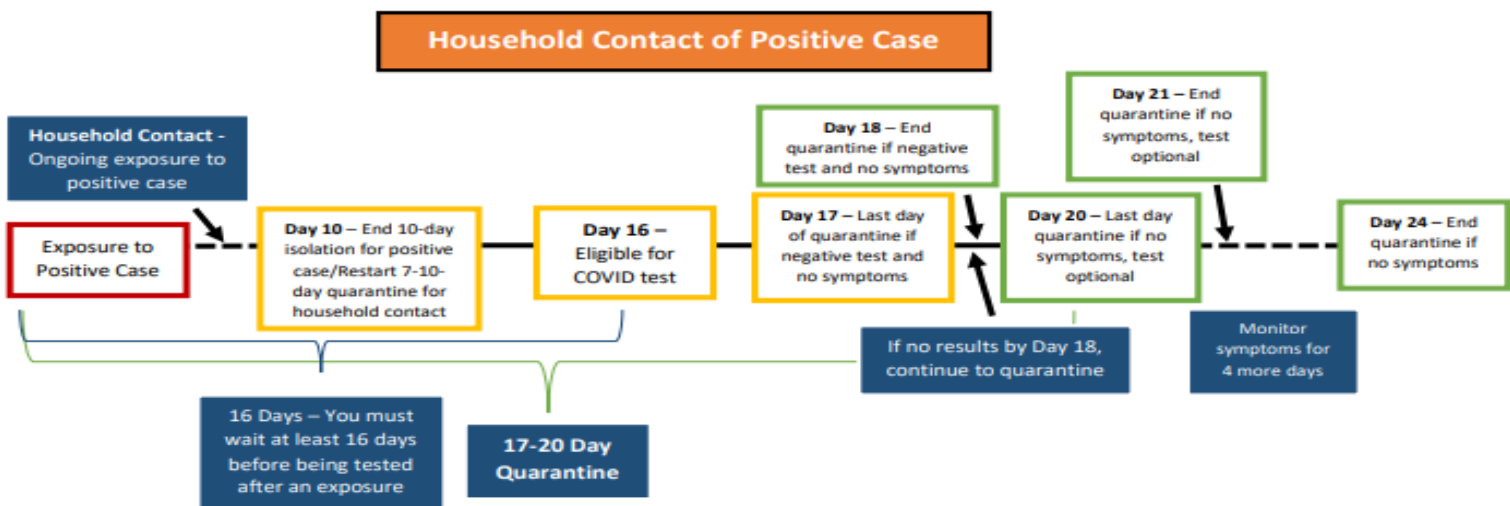 Household Contact of Positive Case
Household Contact -
Ongoing exposure to
positive case
Exposure to
Positive Case
Day 10 – End 10-day
isolation for positive
case/Restart 7-10-
day quarantine for
household contact
Day 16 –
Eligible for
COVID test
Day 18 – End
quarantine if negative
test and no symptoms
Day 17 – Last day
of quarantine if
negative test and
no symptoms
Day 21 – End
quarantine if no
symptoms, test
optional
Day 20 – Last day
quarantine if no
symptoms, test
optional
Day 24 – End
quarantine if
no symptoms
If no results by Day 18,
continue to quarantine
Monitor
symptoms for
4 more days
16 Days – You must
wait at least 16 days
before being tested
after an exposure
17-20 Day
Quarantine